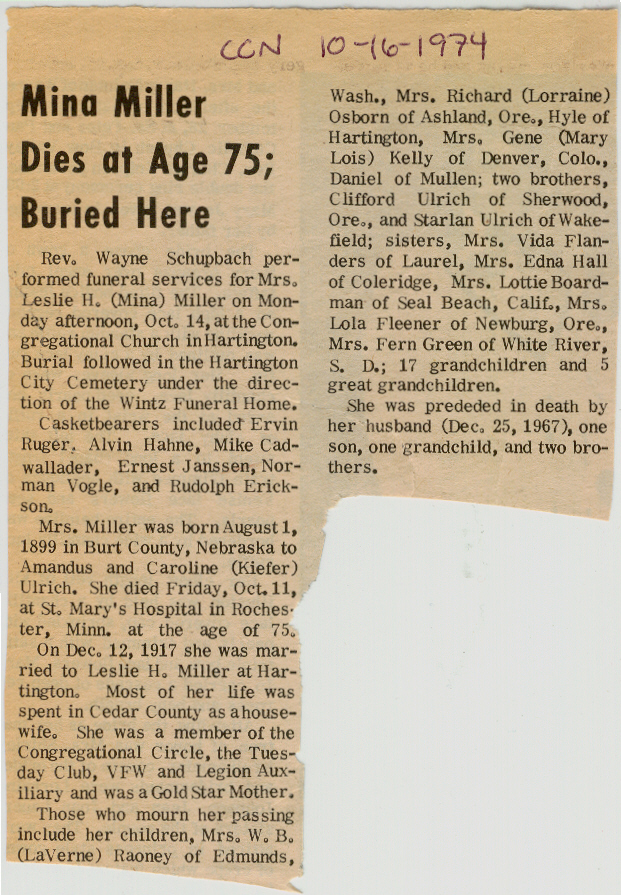 CCN 10-16-1974
Mina Miller
Dies at Age 75;
Buried Here
Rev. Wayne Schupbach per-
formed funeral services for Mrs.
Leslie H. (Mina) Miller on Mon-
day afternoon, Oct. 14, at the Con-
gregational Church in Hartington.
Burial followed in the Hartington
City Cemetery under the direc-
tion of the Wintz Funeral Home.
Casketbearers included Ervin
Ruger, Alvin Hahne, Mike Cad-
wallader, Ernest Janssen, Nor-
man Vogle, and Rudolph Erick-
son.
Mrs. Miller was born August 1,
1899 in Burt County, Nebraska to
Amandus and Caroline (Kiefer)
Ulrich. She died Friday, Oct. 11,
at St. Mary's Hospital in Roches-
ter, Minn. at the age of 75.
On Dec. 12, 1917 she was mar-
ried to Leslie H. Miller at Har-
tington. Most of her life was
spent in Cedar County as a house-
wife. She was a member of the
Congregational Circle, the Tues-
day Club, VFW and Legion Aux-
iliary and was a Gold Star Mother.
Those who mourn her passing
include her children, Mrs. W. B.
(LaVerne) Raoney of Edmunds,
Wash., Mrs. Richard (Lorraine)
Osborn of Ashland, Ore., Hyle of
Hartington, Mrs. Gene (Mary
Lois) Kelly of Denver, Colo.,
Daniel of Mullen; two brothers,
Clifford Ulrich of Sherwood,
Ore., and Starlan Ulrich of Wake-
field; sisters, Mrs. Vida Flan-
ders of Laurel, Mrs. Edna Hall
of Coleridge, Mrs. Lottie Board-
man of Seal Beach, Calif., Mrs.
Lola Fleener of Newburg, Ore.,
Mrs. Fern Green of White River,
S. D.; 17 grandchildren and 5
great grandchildren.
She was prededed in death by
her husband (Dec. 25, 1967), one
son, one grandchild, and two bro-
thers.